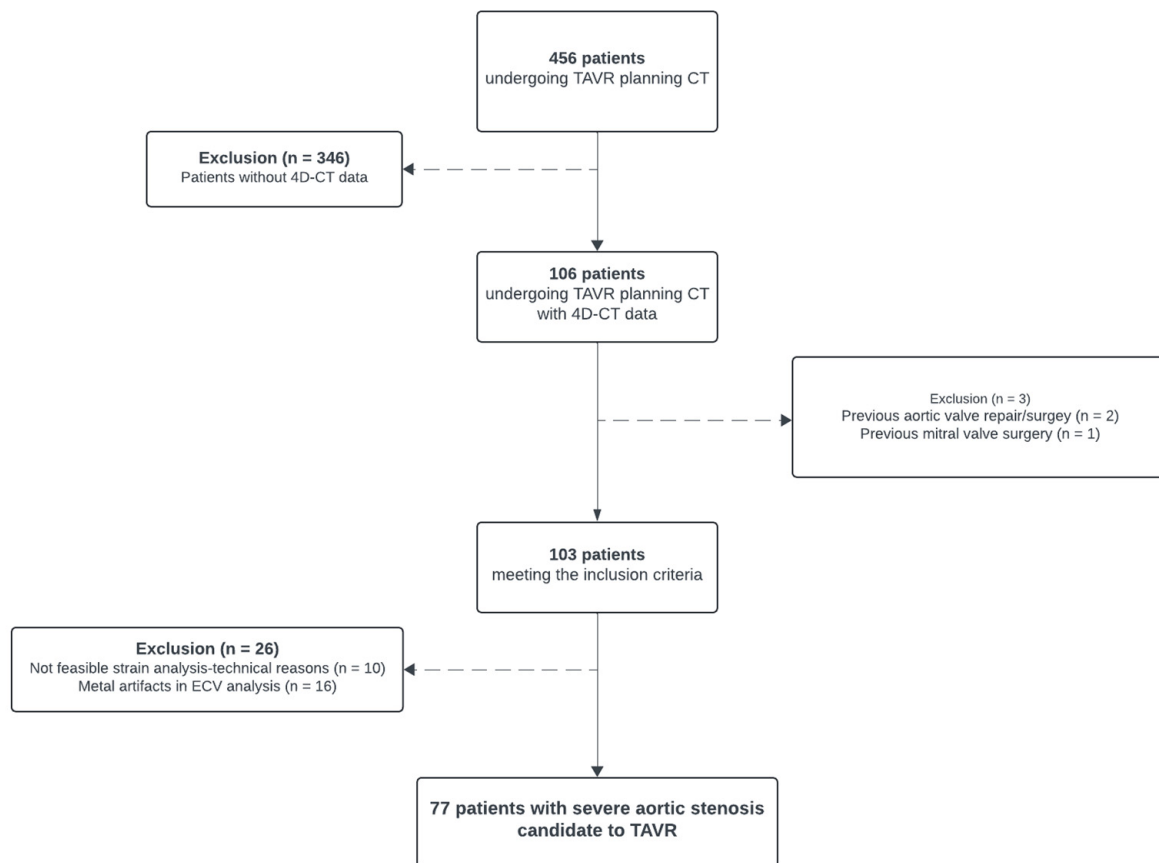 456 patients
undergoing TAVR planning CT
Exclusion (n = 346)
Patients without 4D-CT data
106 patients
undergoing TAVR planning CT
with 4D-CT data
Exclusion (n = 3)
Previous aortic valve repair/surgey (n = 2)
Previous mitral valve surgery (n = 1)
103 patients
meeting the inclusion criteria
Exclusion (n = 26)
Not feasible strain analysis-technical reasons (n = 10)
Metal artifacts in ECV analysis (n = 16)
77 patients with severe aortic stenosis
candidate to TAVR